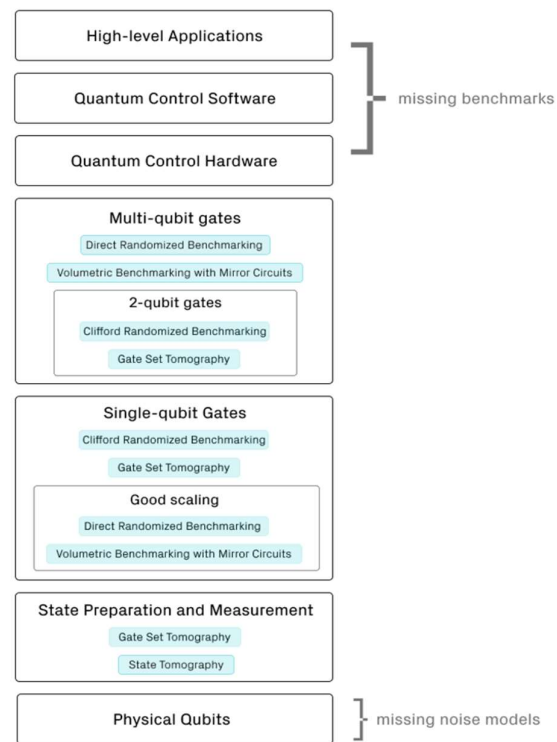 High-level Applications
Quantum Control Software
missing benchmarks
Quantum Control Hardware
Multi-qubit gates
Direct Randomized Benchmarking
Volumetric Benchmarking with Mirror Circuits
2-qubit gates
Clifford Randomized Benchmarking
Gate Set Tomography
Single-qubit Gates
Clifford Randomized Benchmarking
Gate Set Tomography
Good scaling
Direct Randomized Benchmarking
Volumetric Benchmarking with Mirror Circuits
State Preparation and Measurement
Gate Set Tomography
State Tomography
Physical Qubits
missing noise models